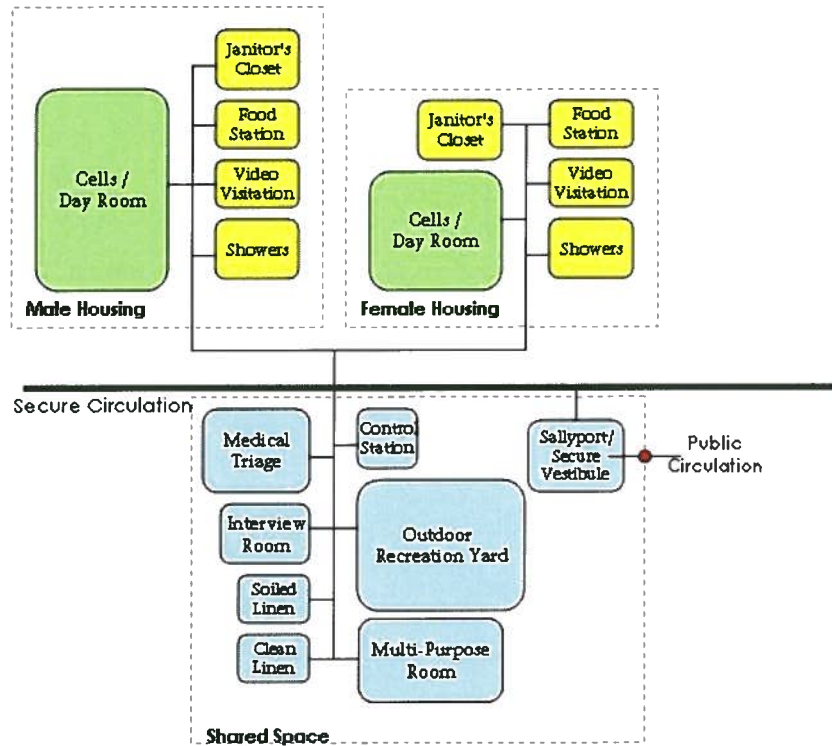 Janitor's
Closet
Food
Station
Cells /
Day Room
Video
Visitation
Showers
Male Housing
Janitor's
Closet
Food
Station
Video
Visitation
Cells /
Day Room
Showers
Female Housing
Secure Circulation
Medical
Triage
Control
Station
Sallyport/
Secure
Vestibule
Public
Circulation
Interview
Room
Outdoor
Recreation Yard
Soiled
Linen
Clean
Linen
Multi-Purpose
Room
Shared Space